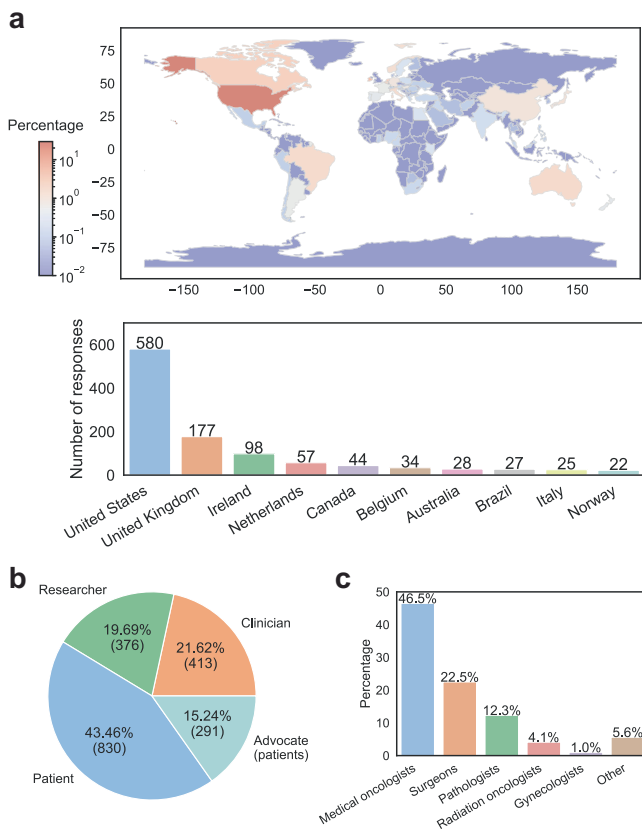 a
Percentage
10¹
10⁰
10⁻¹
10⁻²
75
50
25
0
−25
−50
−75
−150
−100
−50
0
50
100
150
Number of responses
600
400
200
0
580
177
98
57
44
34
28
27
25
22
United States
United Kingdom
Ireland
Netherlands
Canada
Belgium
Australia
Brazil
Italy
Norway
b
Researcher
19.69%
(376)
Clinician
21.62%
(413)
43.46%
(830)
Patient
15.24%
(291)
Advocate
(patients)
c
Percentage
50
40
30
20
10
0
46.5%
22.5%
12.3%
4.1%
1.0%
5.6%
Medical oncologists
Surgeons
Pathologists
Radiation oncologists
Gynecologists
Other